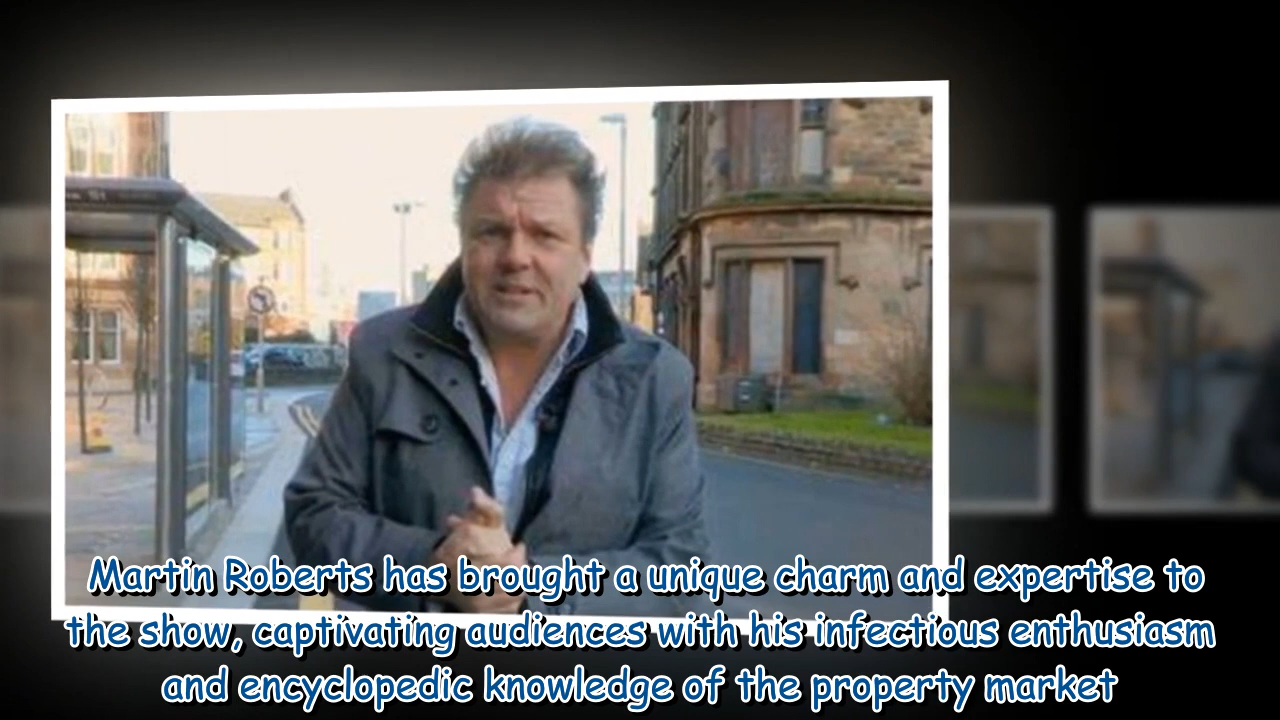 Martin Roberts has brought a unique charm and expertise to
the show, captivating audiences with his infectious enthusiasm
and encyclopedic knowledge of the property market